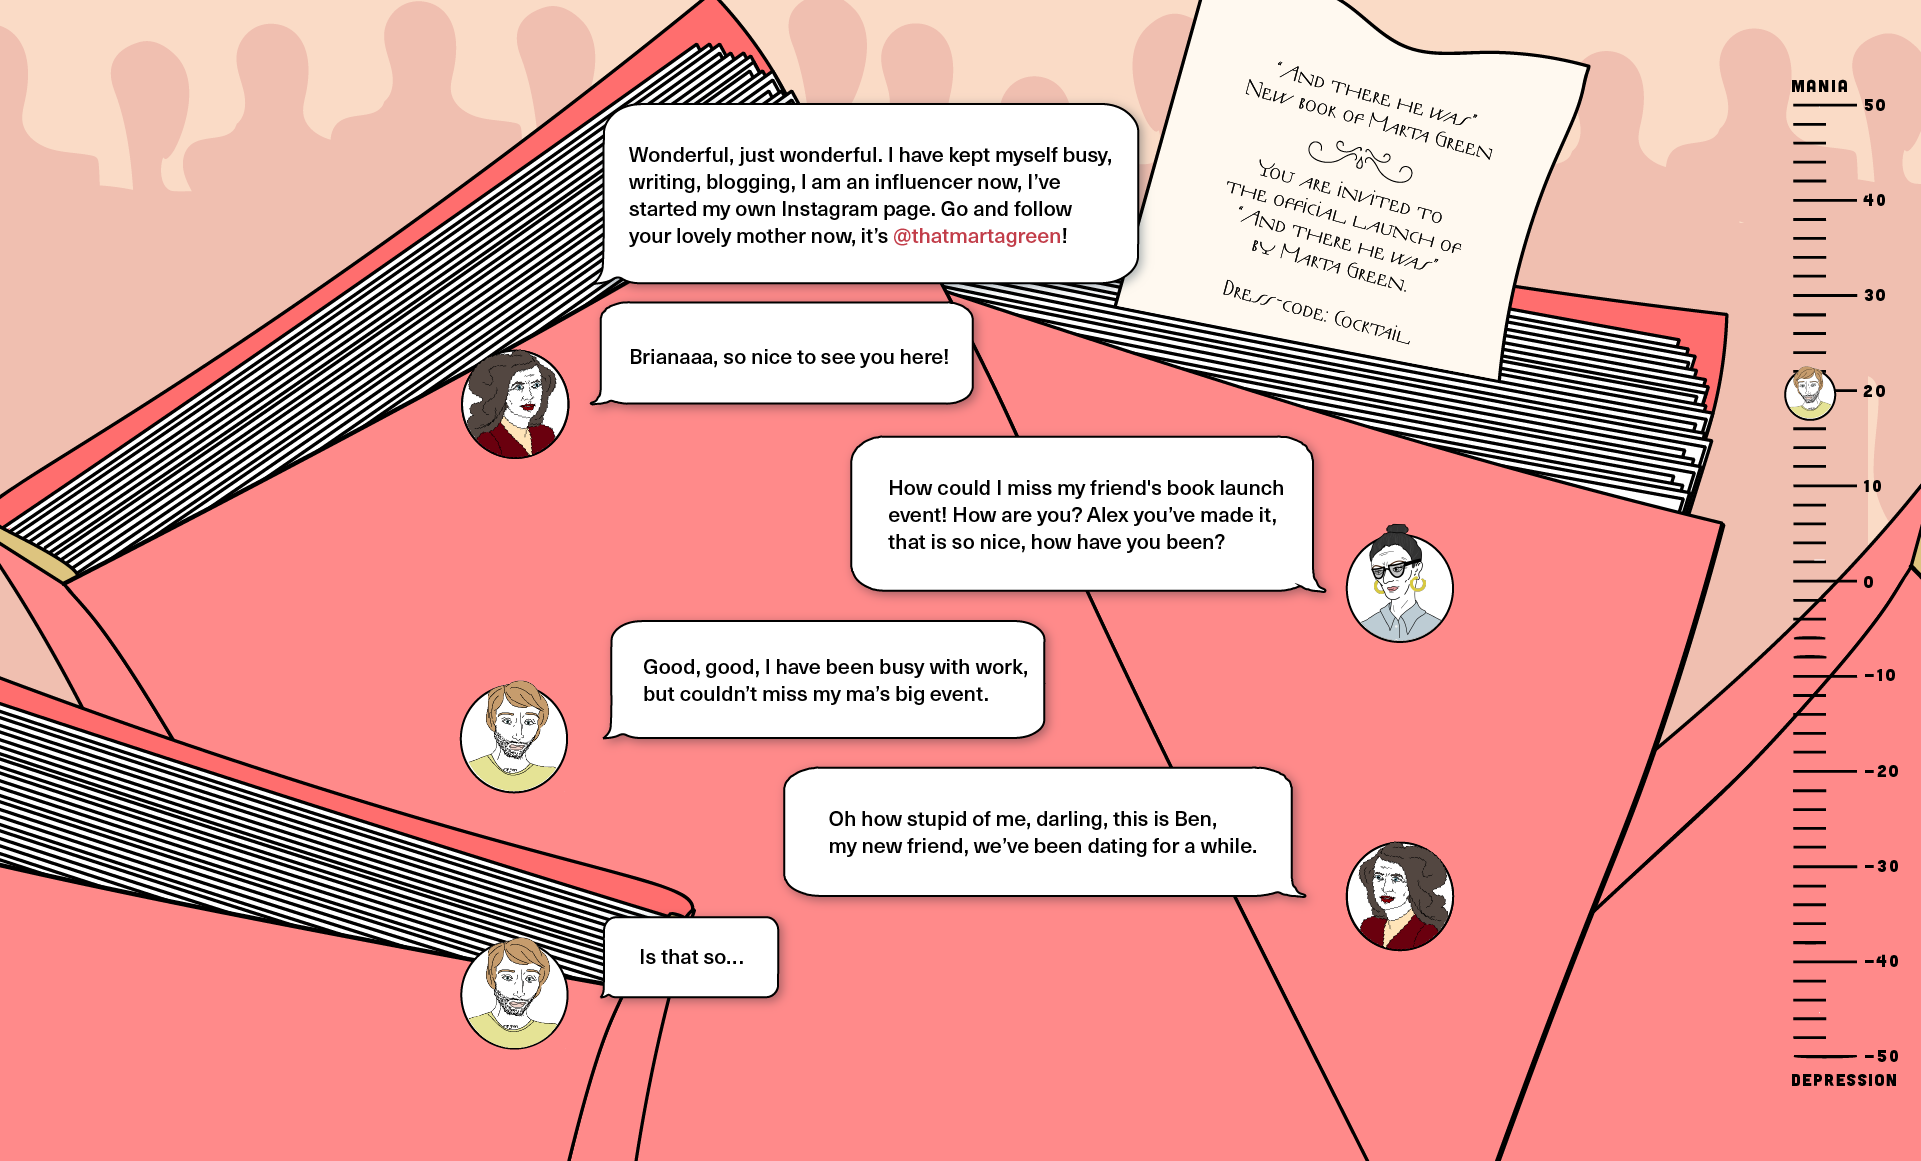 Wonderful, just wonderful. I have kept myself busy,
writing, blogging, I am an influencer now, I've
started my own Instagram page. Go and follow
your lovely mother now, it's @thatmartagreen!
"And there he was"
New book of Marta Green
You are invited to
the official launch of
"And there he was"
by Marta Green.
Dress-code: Cocktail
Brianaaa, so nice to see you here!
How could I miss my friend's book launch
event! How are you? Alex you've made it,
that is so nice, how have you been?
Good, good, I have been busy with work,
but couldn't miss my ma's big event.
Oh how stupid of me, darling, this is Ben,
my new friend, we've been dating for a while.
Is that so...
MANIA
50
40
30
20
10
0
-10
-20
-30
-40
-50
DEPRESSION